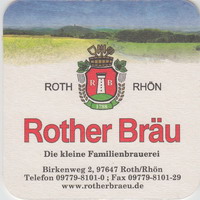 ROTH RHÖN
R B
1788
Rother Bräu
Die kleine Familienbrauerei
Birkenweg 2, 97647 Roth/Rhön
Telefon 09779-8101-0 ; Fax 09779-8101-29
www.rotherbraeu.de